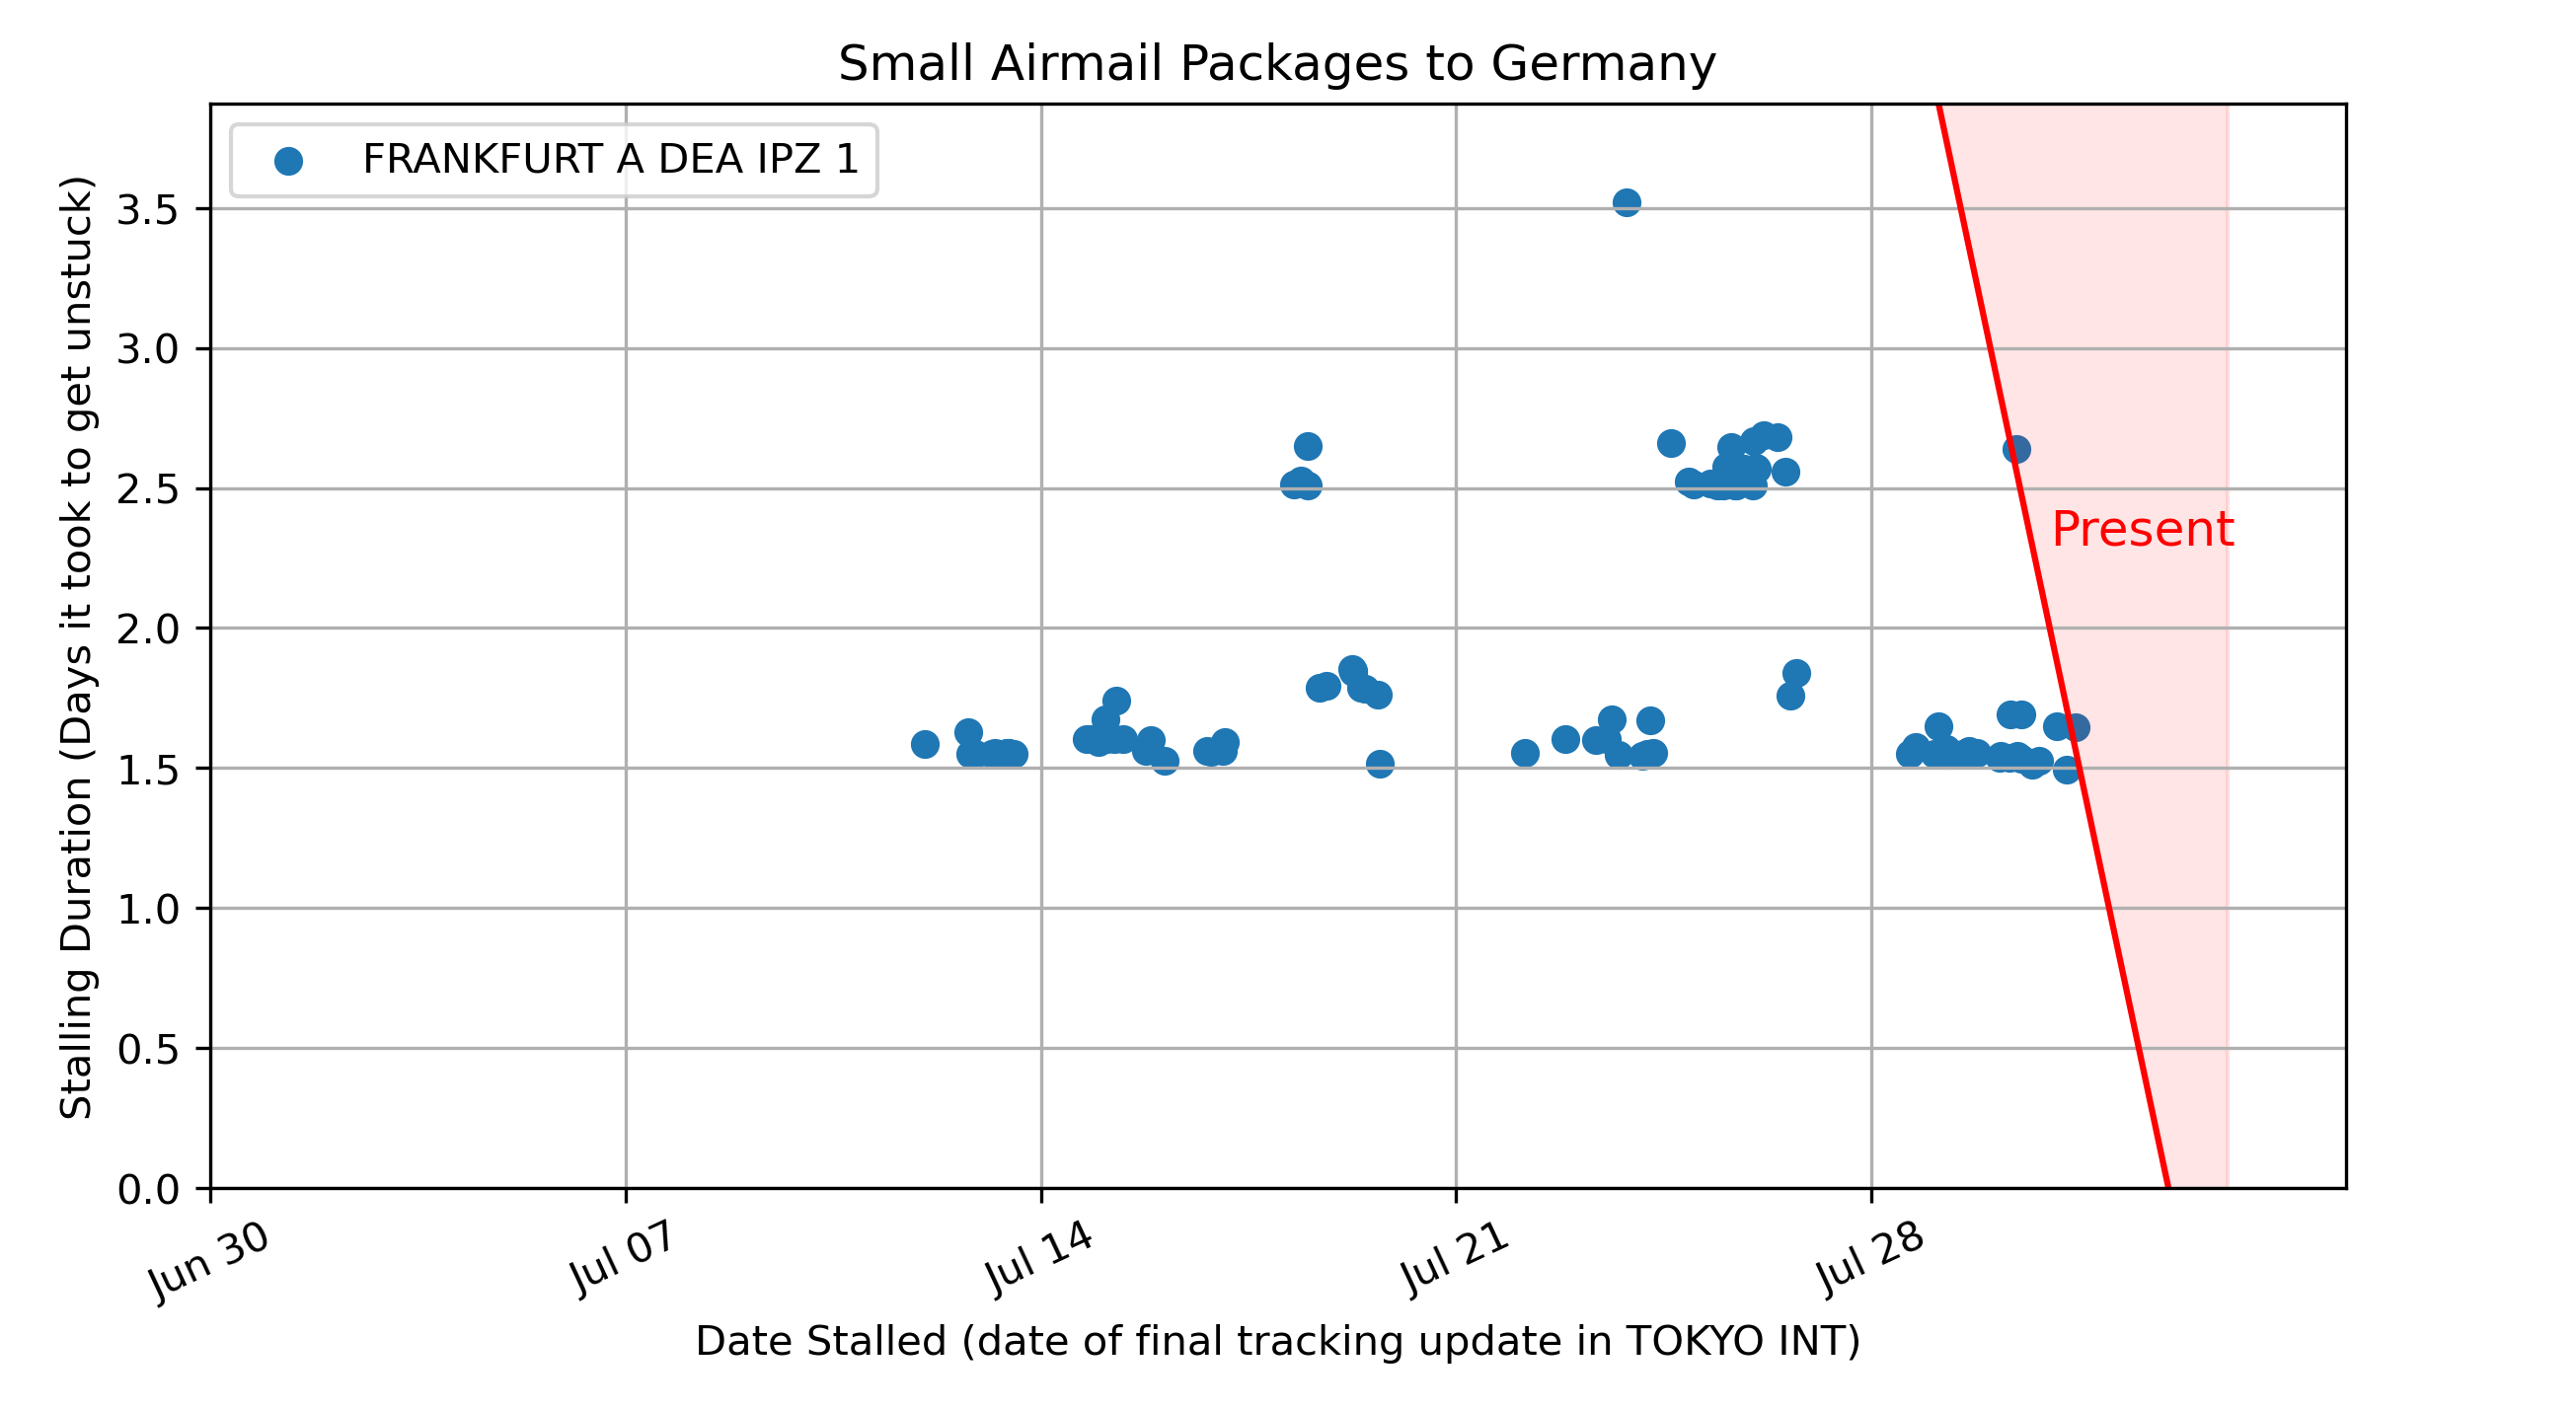 Small Airmail Packages to Germany
FRANKFURT A DEA IPZ 1
Stalling Duration (Days it took to get unstuck)
3.5
3.0
2.5
2.0
1.5
1.0
0.5
0.0
Present
Jun 30
Jul 07
Jul 14
Jul 21
Jul 28
Date Stalled (date of final tracking update in TOKYO INT)